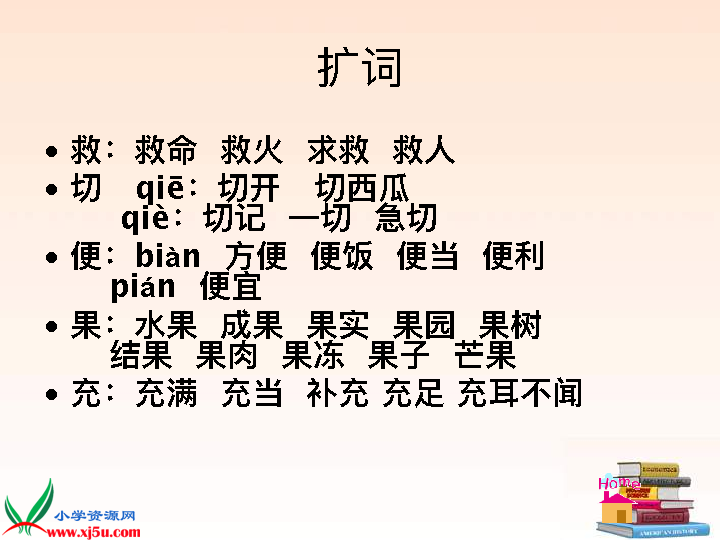 扩词
• 救：救命 救火 求救 救人
• 切 qiē：切开 切西瓜
qiè：切记 一切 急切
• 便：biàn 方便 便饭 便当 便利
pián 便宜
• 果：水果 成果 果实 果园 果树
结果 果肉 果冻 果子 芒果
• 充：充满 充当 补充 充足 充耳不闻
Home
AMERICAN HISTORY
小学资源网
www.xj5u.com